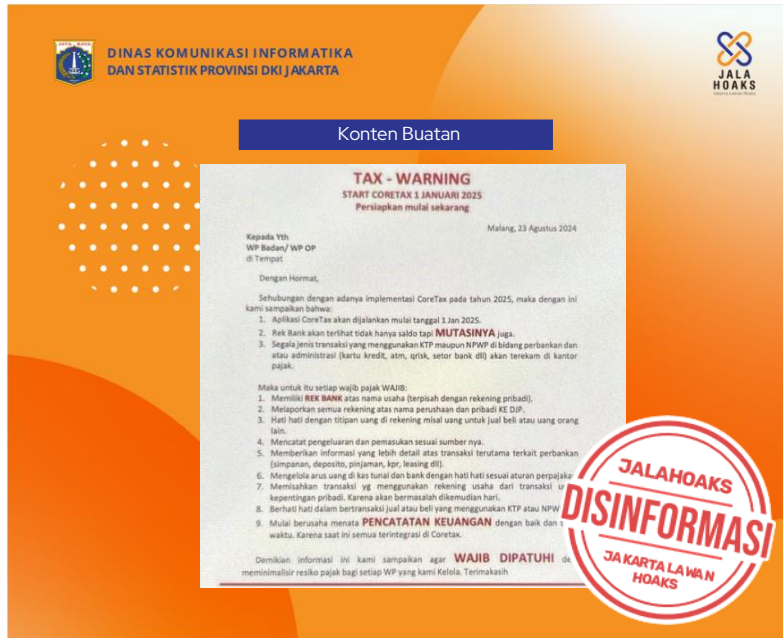 DINAS KOMUNIKASI INFORMATIKA
DAN STATISTIK PROVINSI DKI JAKARTA
JAYA RAYA
JALA
HOAKS
Konten Buatan
TAX - WARNING
START CORETAX 1 JANUARI 2025
Persiapkan mulai sekarang
Malang, 23 Agustus 2024
Kepada Yth
WP Badan/ WP OP
di Tempat
Dengan Hormat,
Sehubungan dengan adanya implementasi CoreTax pada tahun 2025, maka dengan ini
kami sampaikan bahwa:
1. Aplikasi CoreTax akan dijalankan mulai tanggal 1 Jan 2025.
2. Rek Bank akan terlihat tidak hanya saldo tapi MUTASINYA juga.
3. Segala jenis transaksi yang menggunakan KTP maupun NPWP di bidang perbankan dan
atau administrasi (kartu kredit, atm, qrisk, setor bank dll) akan terekam di kantor
pajak.
Maka untuk itu setiap wajib pajak WAJIB:
1. Memiliki REK BANK atas nama usaha (terpisah dengan rekening pribadi).
2. Melaporkan semua rekening atas nama perushaan dan pribadi KE DJP.
3. Hati hati dengan titipan uang di rekening misal uang untuk jual beli atau uang orang
lain.
4. Mencatat pengeluaran dan pemasukan sesuai sumber nya.
5. Memberikan informasi yang lebih detail atas transaksi terutama terkait perbankan
(simpanan, deposito, pinjaman, kpr, leasing dll).
6. Mengelola arus uang di kas tunai dan bank dengan hati hati sesuai aturan perpajaka
7. Memisahkan transaksi yg menggunakan rekening usaha dari transaksi
kepentingan pribadi. Karena akan bermasalah dikemudian hari.
8. Berhati hati dalam bertransaksi jual atau beli yang menggunakan KTP atau NPW
9. Mulai berusaha menata PENCATATAN KEUANGAN dengan baik dan
waktu. Karena saat ini semua terintegrasi di Coretax.
Demikian informasi ini kami sampaikan agar WAJIB DIPATUHI de
meminimalisir resiko pajak bagi setiap WP yang kami Kelola. Terimakasih
JALAHOAKS
DISINFORMASI
JAKARTA LAWAN
HOAKS